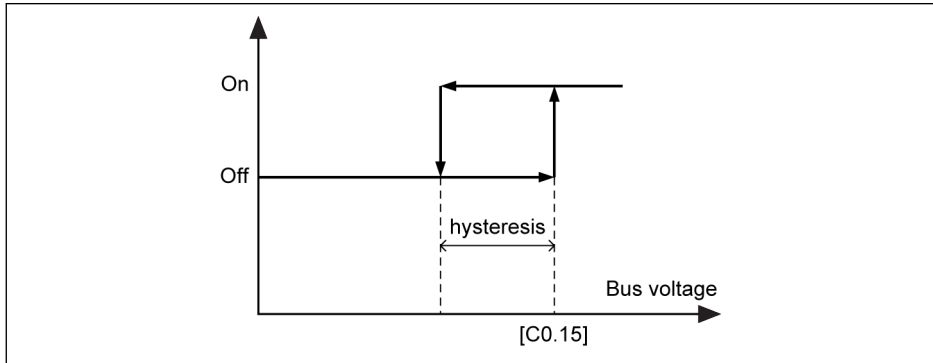 On
Off
hysteresis
Bus voltage
[C0.15]